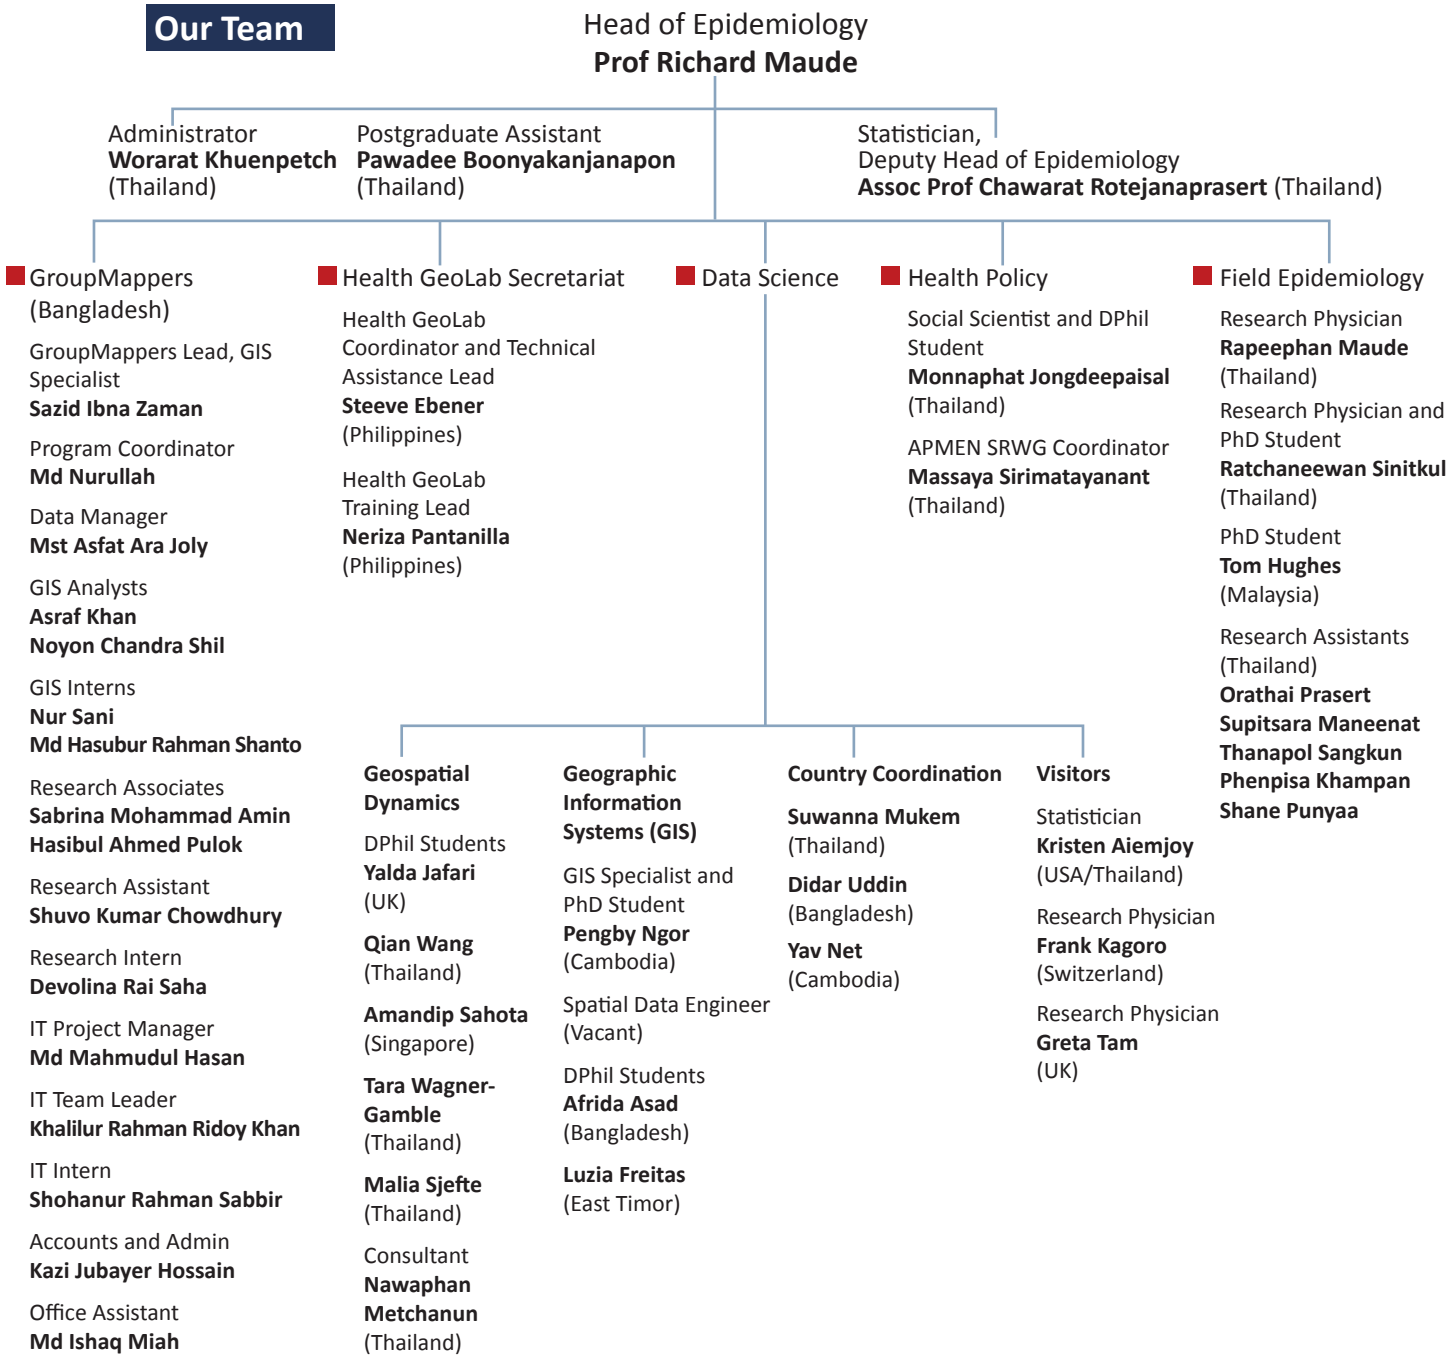 Our Team
Head of Epidemiology
Prof Richard Maude
Administrator
Worarat Khuenpetch
(Thailand)
Postgraduate Assistant
Pawadee Boonyakanjanapon
(Thailand)
Statistician,
Deputy Head of Epidemiology
Assoc Prof Chawarat Rotejanaprasert (Thailand)
GroupMappers
(Bangladesh)
GroupMappers Lead, GIS
Specialist
Sazid Ibna Zaman
Program Coordinator
Md Nurullah
Data Manager
Mst Asfat Ara Joly
GIS Analysts
Asraf Khan
Noyon Chandra Shil
GIS Interns
Nur Sani
Md Hasubur Rahman Shanto
Research Associates
Sabrina Mohammad Amin
Hasibul Ahmed Pulok
Research Assistant
Shuvo Kumar Chowdhury
Research Intern
Devolina Rai Saha
IT Project Manager
Md Mahmudul Hasan
IT Team Leader
Khalilur Rahman Ridoy Khan
IT Intern
Shohanur Rahman Sabbir
Accounts and Admin
Kazi Jubayer Hossain
Office Assistant
Md Ishaq Miah
Health GeoLab Secretariat
Health GeoLab
Coordinator and Technical
Assistance Lead
Steeve Ebener
(Philippines)
Health GeoLab
Training Lead
Neriza Pantanilla
(Philippines)
Data Science
Geospatial
Dynamics
DPhil Students
Yalda Jafari
(UK)
Qian Wang
(Thailand)
Amandip Sahota
(Singapore)
Tara Wagner-
Gamble
(Thailand)
Malia Sjefte
(Thailand)
Consultant
Nawaphan
Metchanun
(Thailand)
Geographic
Information
Systems (GIS)
GIS Specialist and
PhD Student
Pengby Ngor
(Cambodia)
Spatial Data Engineer
(Vacant)
DPhil Students
Afrida Asad
(Bangladesh)
Luzia Freitas
(East Timor)
Country Coordination
Suwanna Mukem
(Thailand)
Didar Uddin
(Bangladesh)
Yav Net
(Cambodia)
Visitors
Statistician
Kristen Aiemjoy
(USA/Thailand)
Research Physician
Frank Kagoro
(Switzerland)
Research Physician
Greta Tam
(UK)
Health Policy
Social Scientist and DPhil
Student
Monnaphat Jongdeepaisal
(Thailand)
APMEN SRWG Coordinator
Massaya Sirimatayanant
(Thailand)
Field Epidemiology
Research Physician
Rapeephan Maude
(Thailand)
Research Physician and
PhD Student
Ratchaneewan Sinitkul
(Thailand)
PhD Student
Tom Hughes
(Malaysia)
Research Assistants
(Thailand)
Orathai Prasert
Supitsara Maneenat
Thanapol Sangkun
Phenpisa Khampan
Shane Punyaa